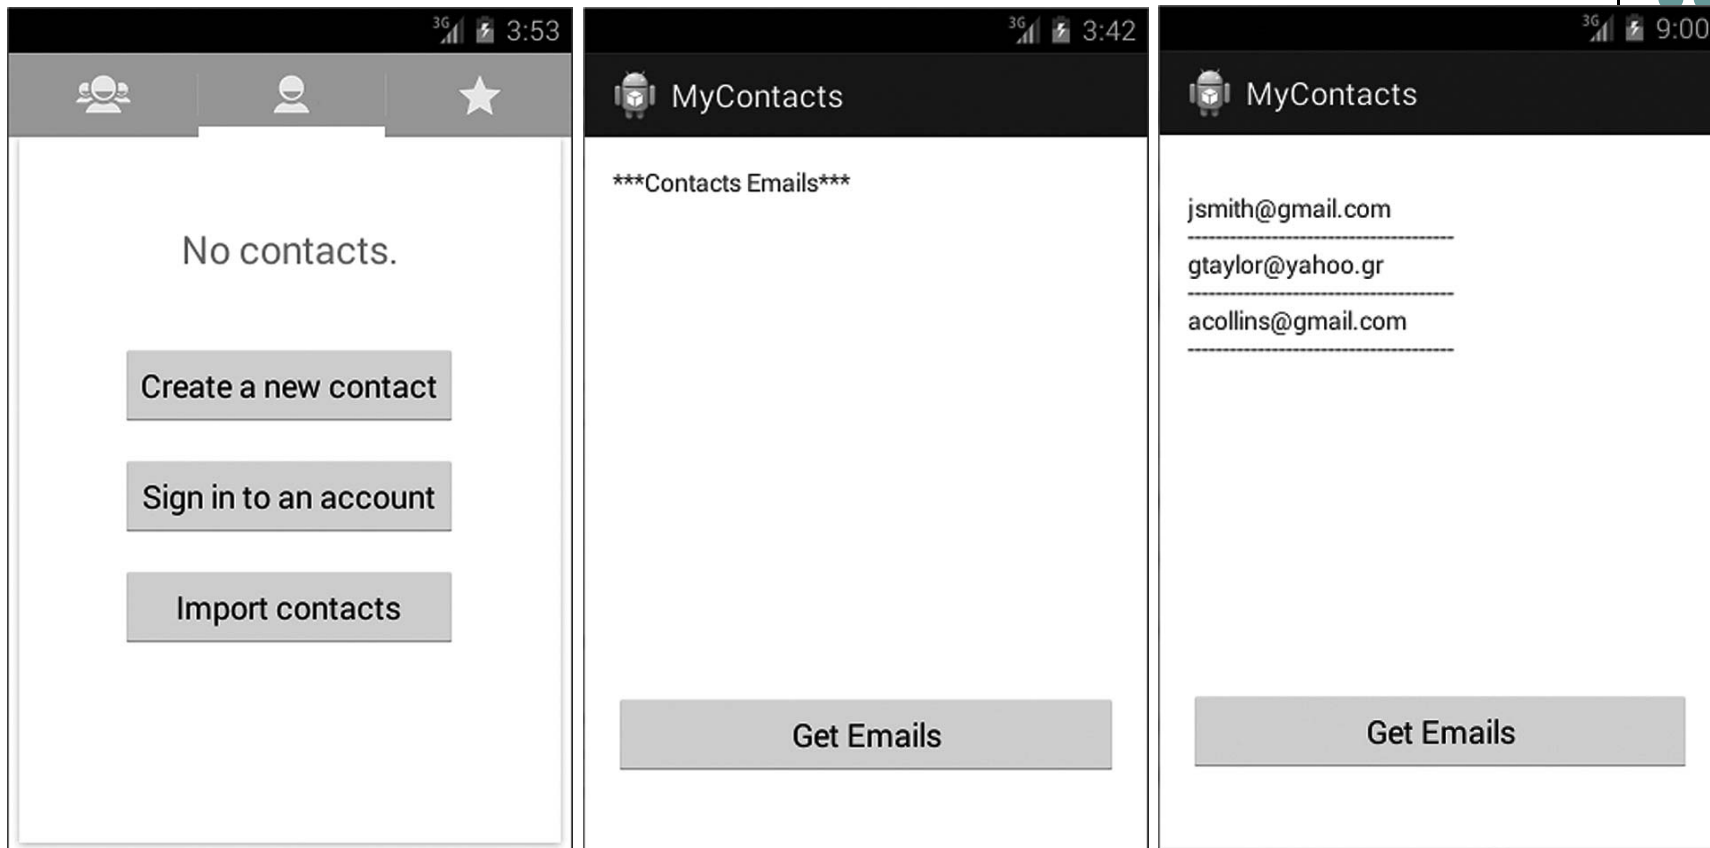 3G 3:53
No contacts.
Create a new contact
Sign in to an account
Import contacts
3G 3:42
MyContacts
***Contacts Emails***
Get Emails
3G 9:00
MyContacts
jsmith@gmail.com
--------------------------------------
gtaylor@yahoo.gr
--------------------------------------
acollins@gmail.com
--------------------------------------
Get Emails